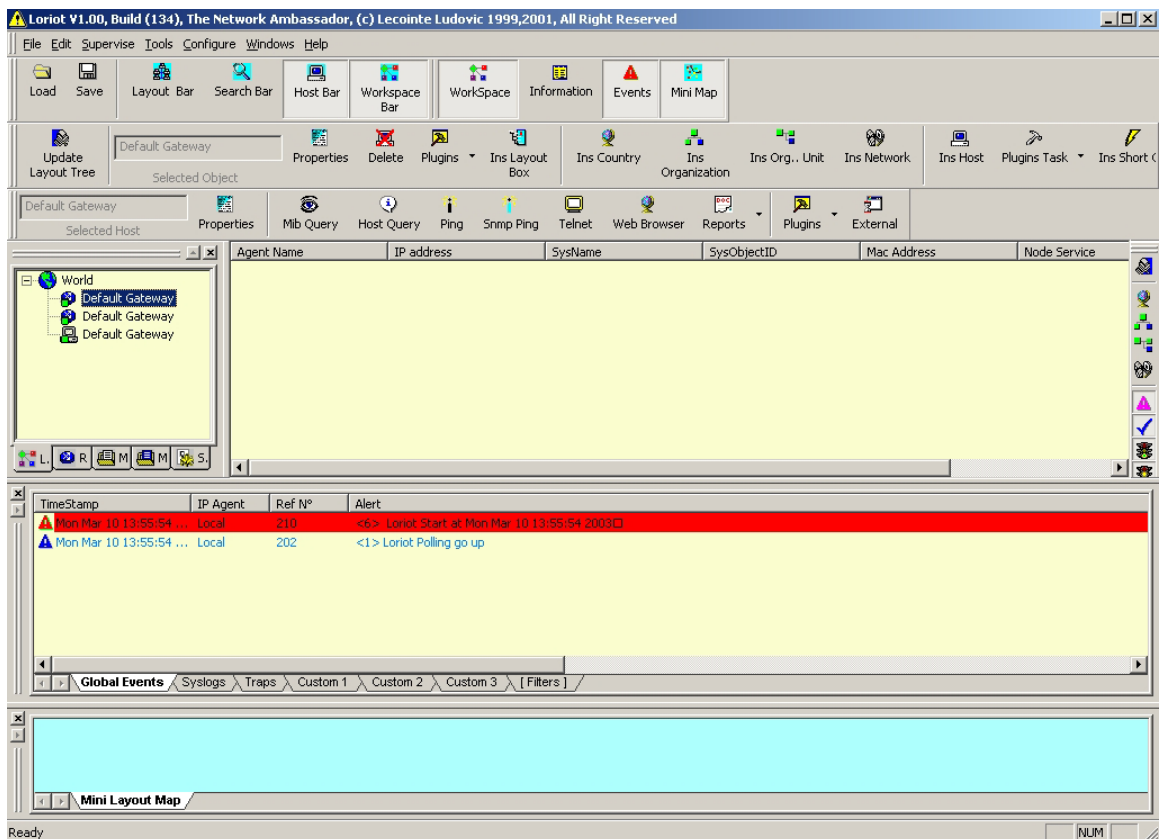 Loriot V1.00, Build (134), The Network Ambassador, (c) Lecointe Ludovic 1999,2001, All Right Reserved
File Edit Supervise Tools Configure Windows Help
Load Save Layout Bar Search Bar Host Bar Workspace Bar WorkSpace Information Events Mini Map
Update Layout Tree Default Gateway Selected Object Properties Delete Plugins Ins Layout Box Ins Country Ins Organization Ins Org.. Unit Ins Network Ins Host Plugins Task Ins Short
Default Gateway Selected Host Properties Mib Query Host Query Ping Snmp Ping Telnet Web Browser Reports Plugins External
Agent Name IP address SysName SysObjectID Mac Address Node Service
World
Default Gateway
Default Gateway
Default Gateway
L. R M M S.
TimeStamp IP Agent Ref N° Alert
Mon Mar 10 13:55:54 ... Local 210 <6> Loriot Start at Mon Mar 10 13:55:54 2003
Mon Mar 10 13:55:54 ... Local 202 <1> Loriot Polling go up
Global Events Syslogs Traps Custom 1 Custom 2 Custom 3 [ Filters ]
Mini Layout Map
Ready NUM